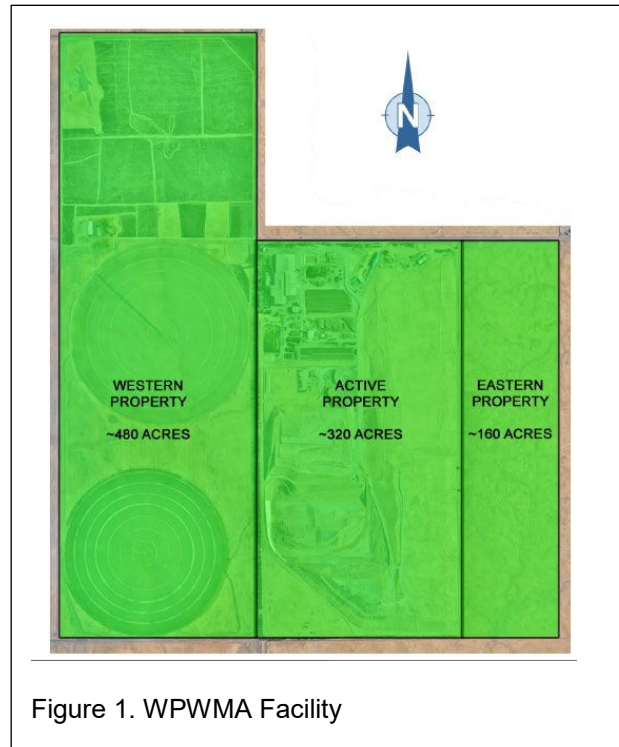 N
WESTERN
PROPERTY
~480 ACRES
ACTIVE
PROPERTY
~320 ACRES
EASTERN
PROPERTY
~160 ACRES
Figure 1. WPWMA Facility